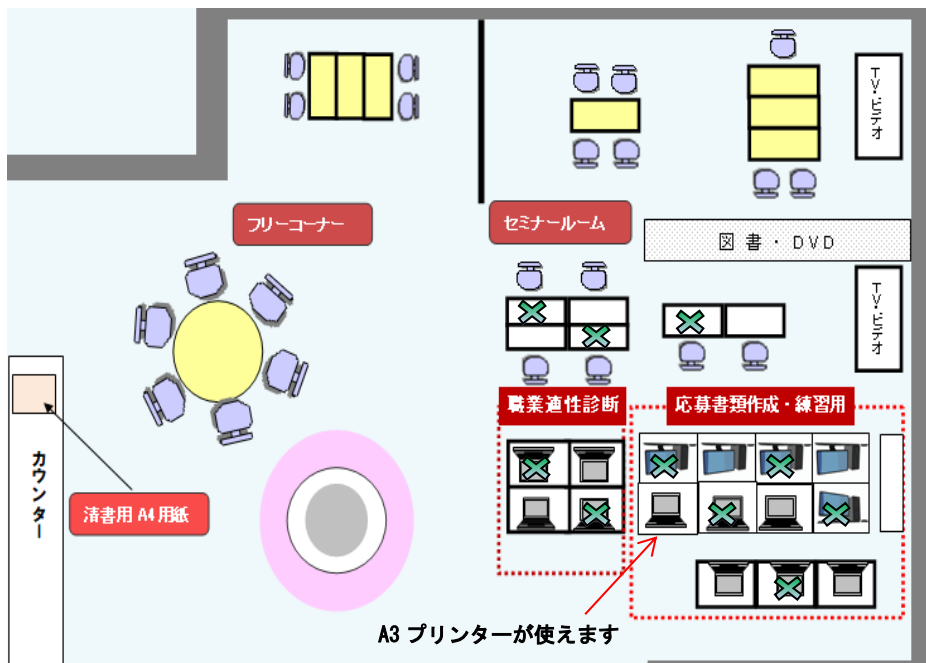 TV・ビデオ
フリーコーナー
セミナールーム
図 書 ・ DVD
TV・ビデオ
職業適性診断
応募書類作成・練習用
カウンター
清書用 A4 用紙
A3 プリンターが使えます